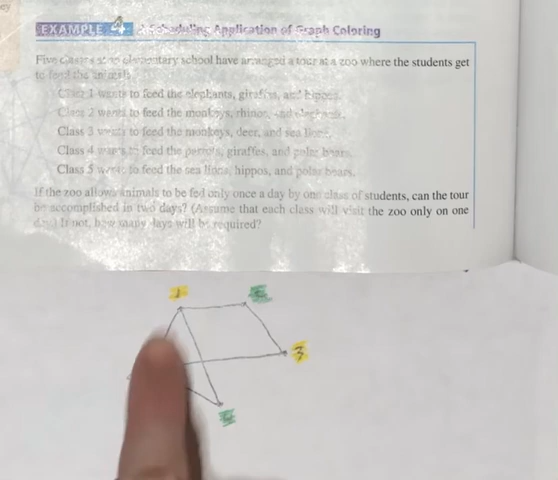 EXAMPLE 4 A Scheduling Application of Graph Coloring
Five classes at an elementary school have arranged a tour at a zoo where the students get
to feed the animals.
Class 1 wants to feed the elephants, giraffes, and hippos.
Class 2 wants to feed the monkeys, rhinos, and elephants.
Class 3 wants to feed the monkeys, deer, and sea lions.
Class 4 wants to feed the parrots, giraffes, and polar bears.
Class 5 wants to feed the sea lions, hippos, and polar bears.
If the zoo allows animals to be fed only once a day by one class of students, can the tour
be accomplished in two days? (Assume that each class will visit the zoo only on one
day.) If not, how many days will be required?
1
3